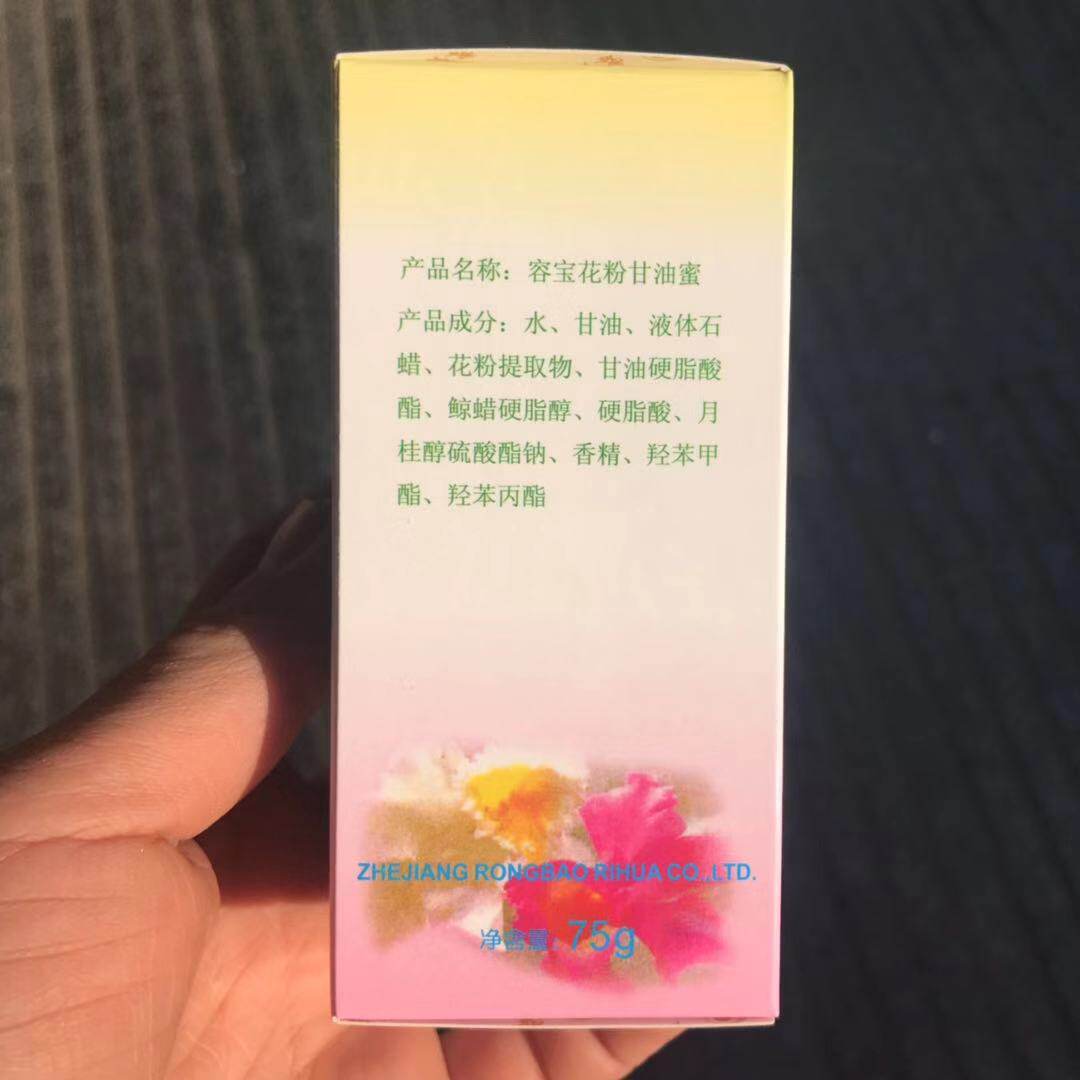 产品名称：容宝花粉甘油蜜
产品成分：水、甘油、液体石
蜡、花粉提取物、甘油硬脂酸
酯、鲸蜡硬脂醇、硬脂酸、月
桂醇硫酸酯钠、香精、羟苯甲
酯、羟苯丙酯
ZHEJIANG RONGBAO RIHUA CO.,LTD.
净含量:75g